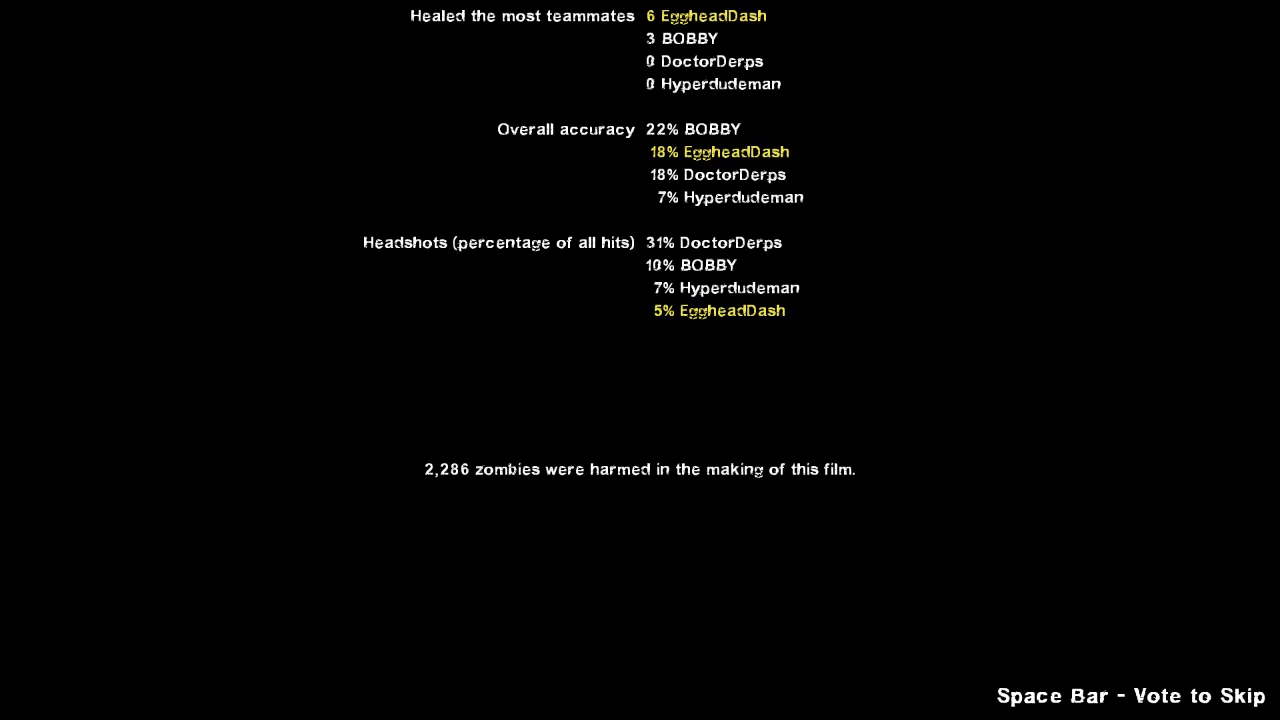 Healed the most teammates 6 EggheadDash
3 BOBBY
0 DoctorDerps
0 Hyperdudeman
Overall accuracy 22% BOBBY
18% EggheadDash
18% DoctorDerps
7% Hyperdudeman
Headshots (percentage of all hits) 31% DoctorDerps
10% BOBBY
7% Hyperdudeman
5% EggheadDash
2,286 zombies were harmed in the making of this film.
Space Bar - Vote to Skip